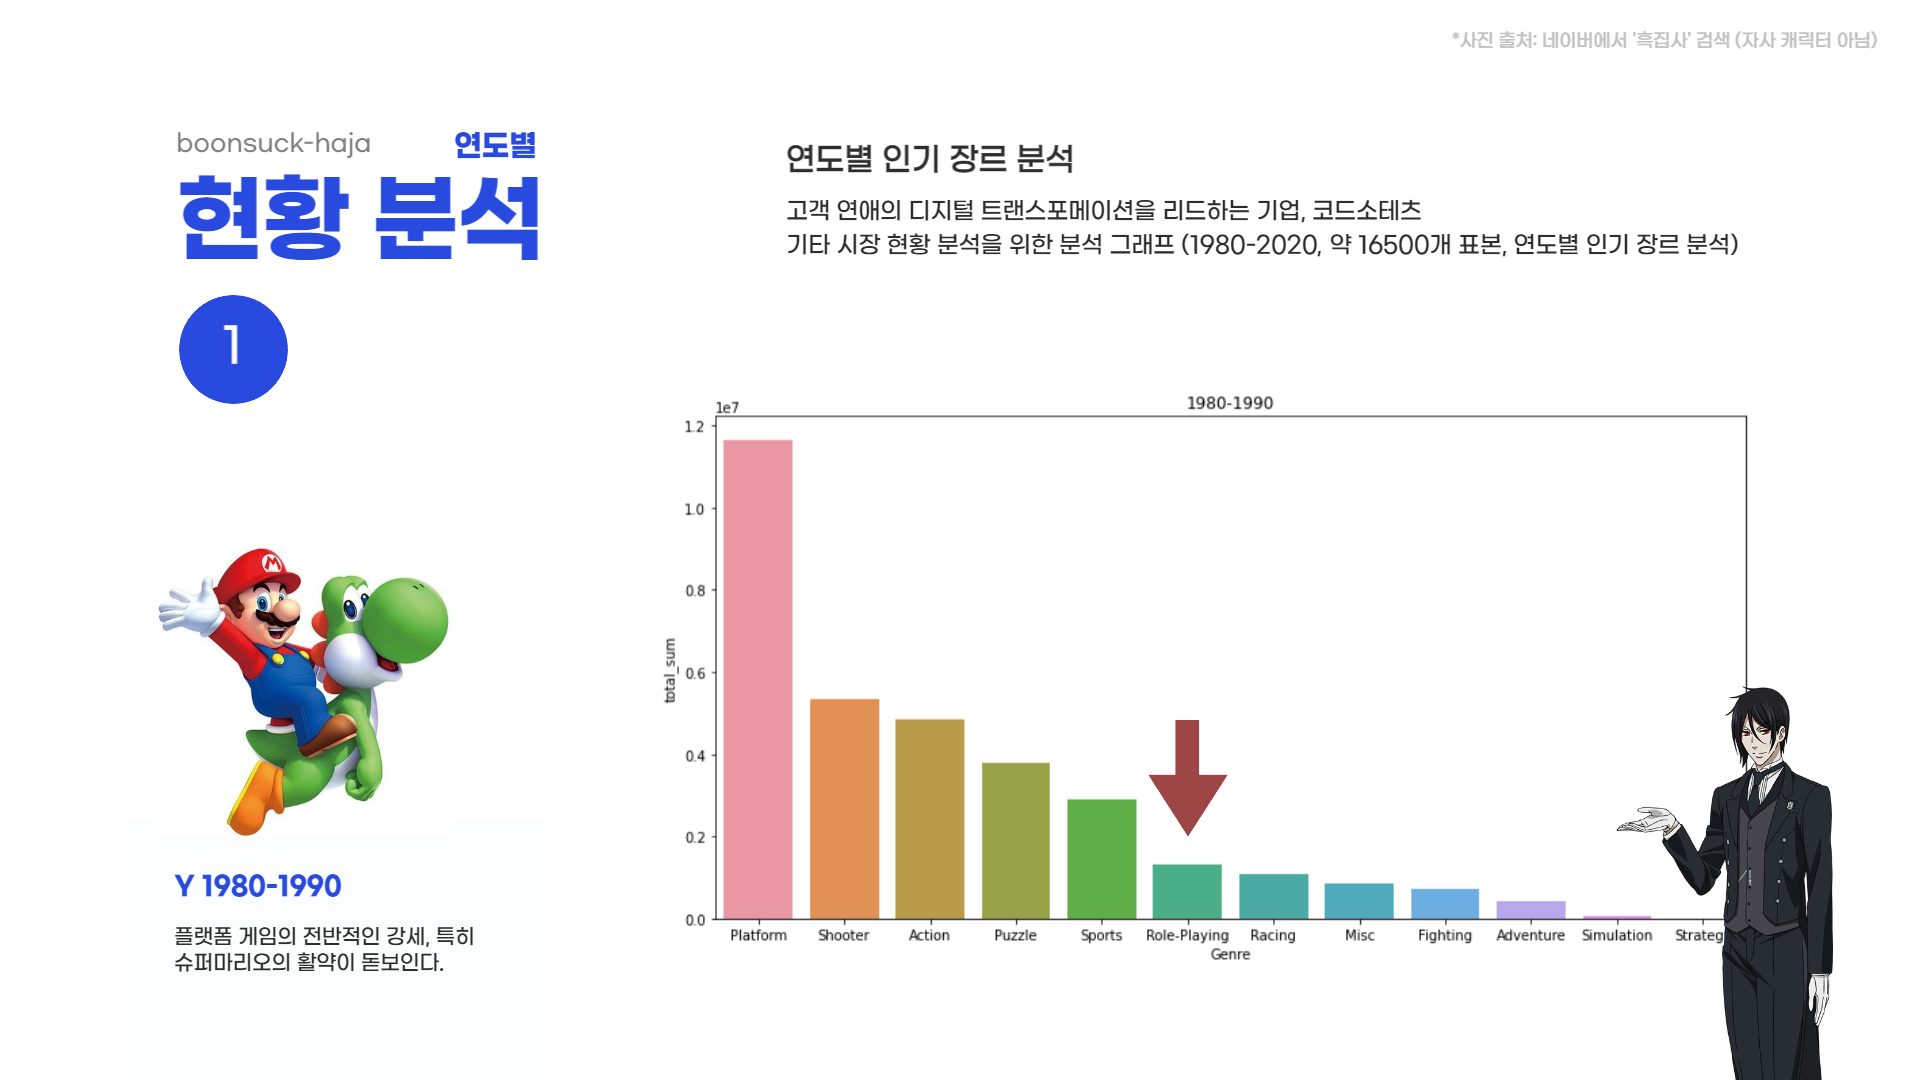 *사진 출처: 네이버에서 '흑집사' 검색 (자사 캐릭터 아님)
boonsuck-haja
연도별
현황 분석
1
연도별 인기 장르 분석
고객 연애의 디지털 트랜스포메이션을 리드하는 기업, 코드소테츠
기타 시장 현황 분석을 위한 분석 그래프 (1980-2020, 약 16500개 표본, 연도별 인기 장르 분석)
1980-1990
1e7
1.2
1.0
0.8
0.6
0.4
0.2
0.0
total_sum
Platform Shooter Action Puzzle Sports Role-Playing Racing Misc Fighting Adventure Simulation Strateg
Genre
M
Y 1980-1990
플랫폼 게임의 전반적인 강세, 특히
슈퍼마리오의 활약이 돋보인다.